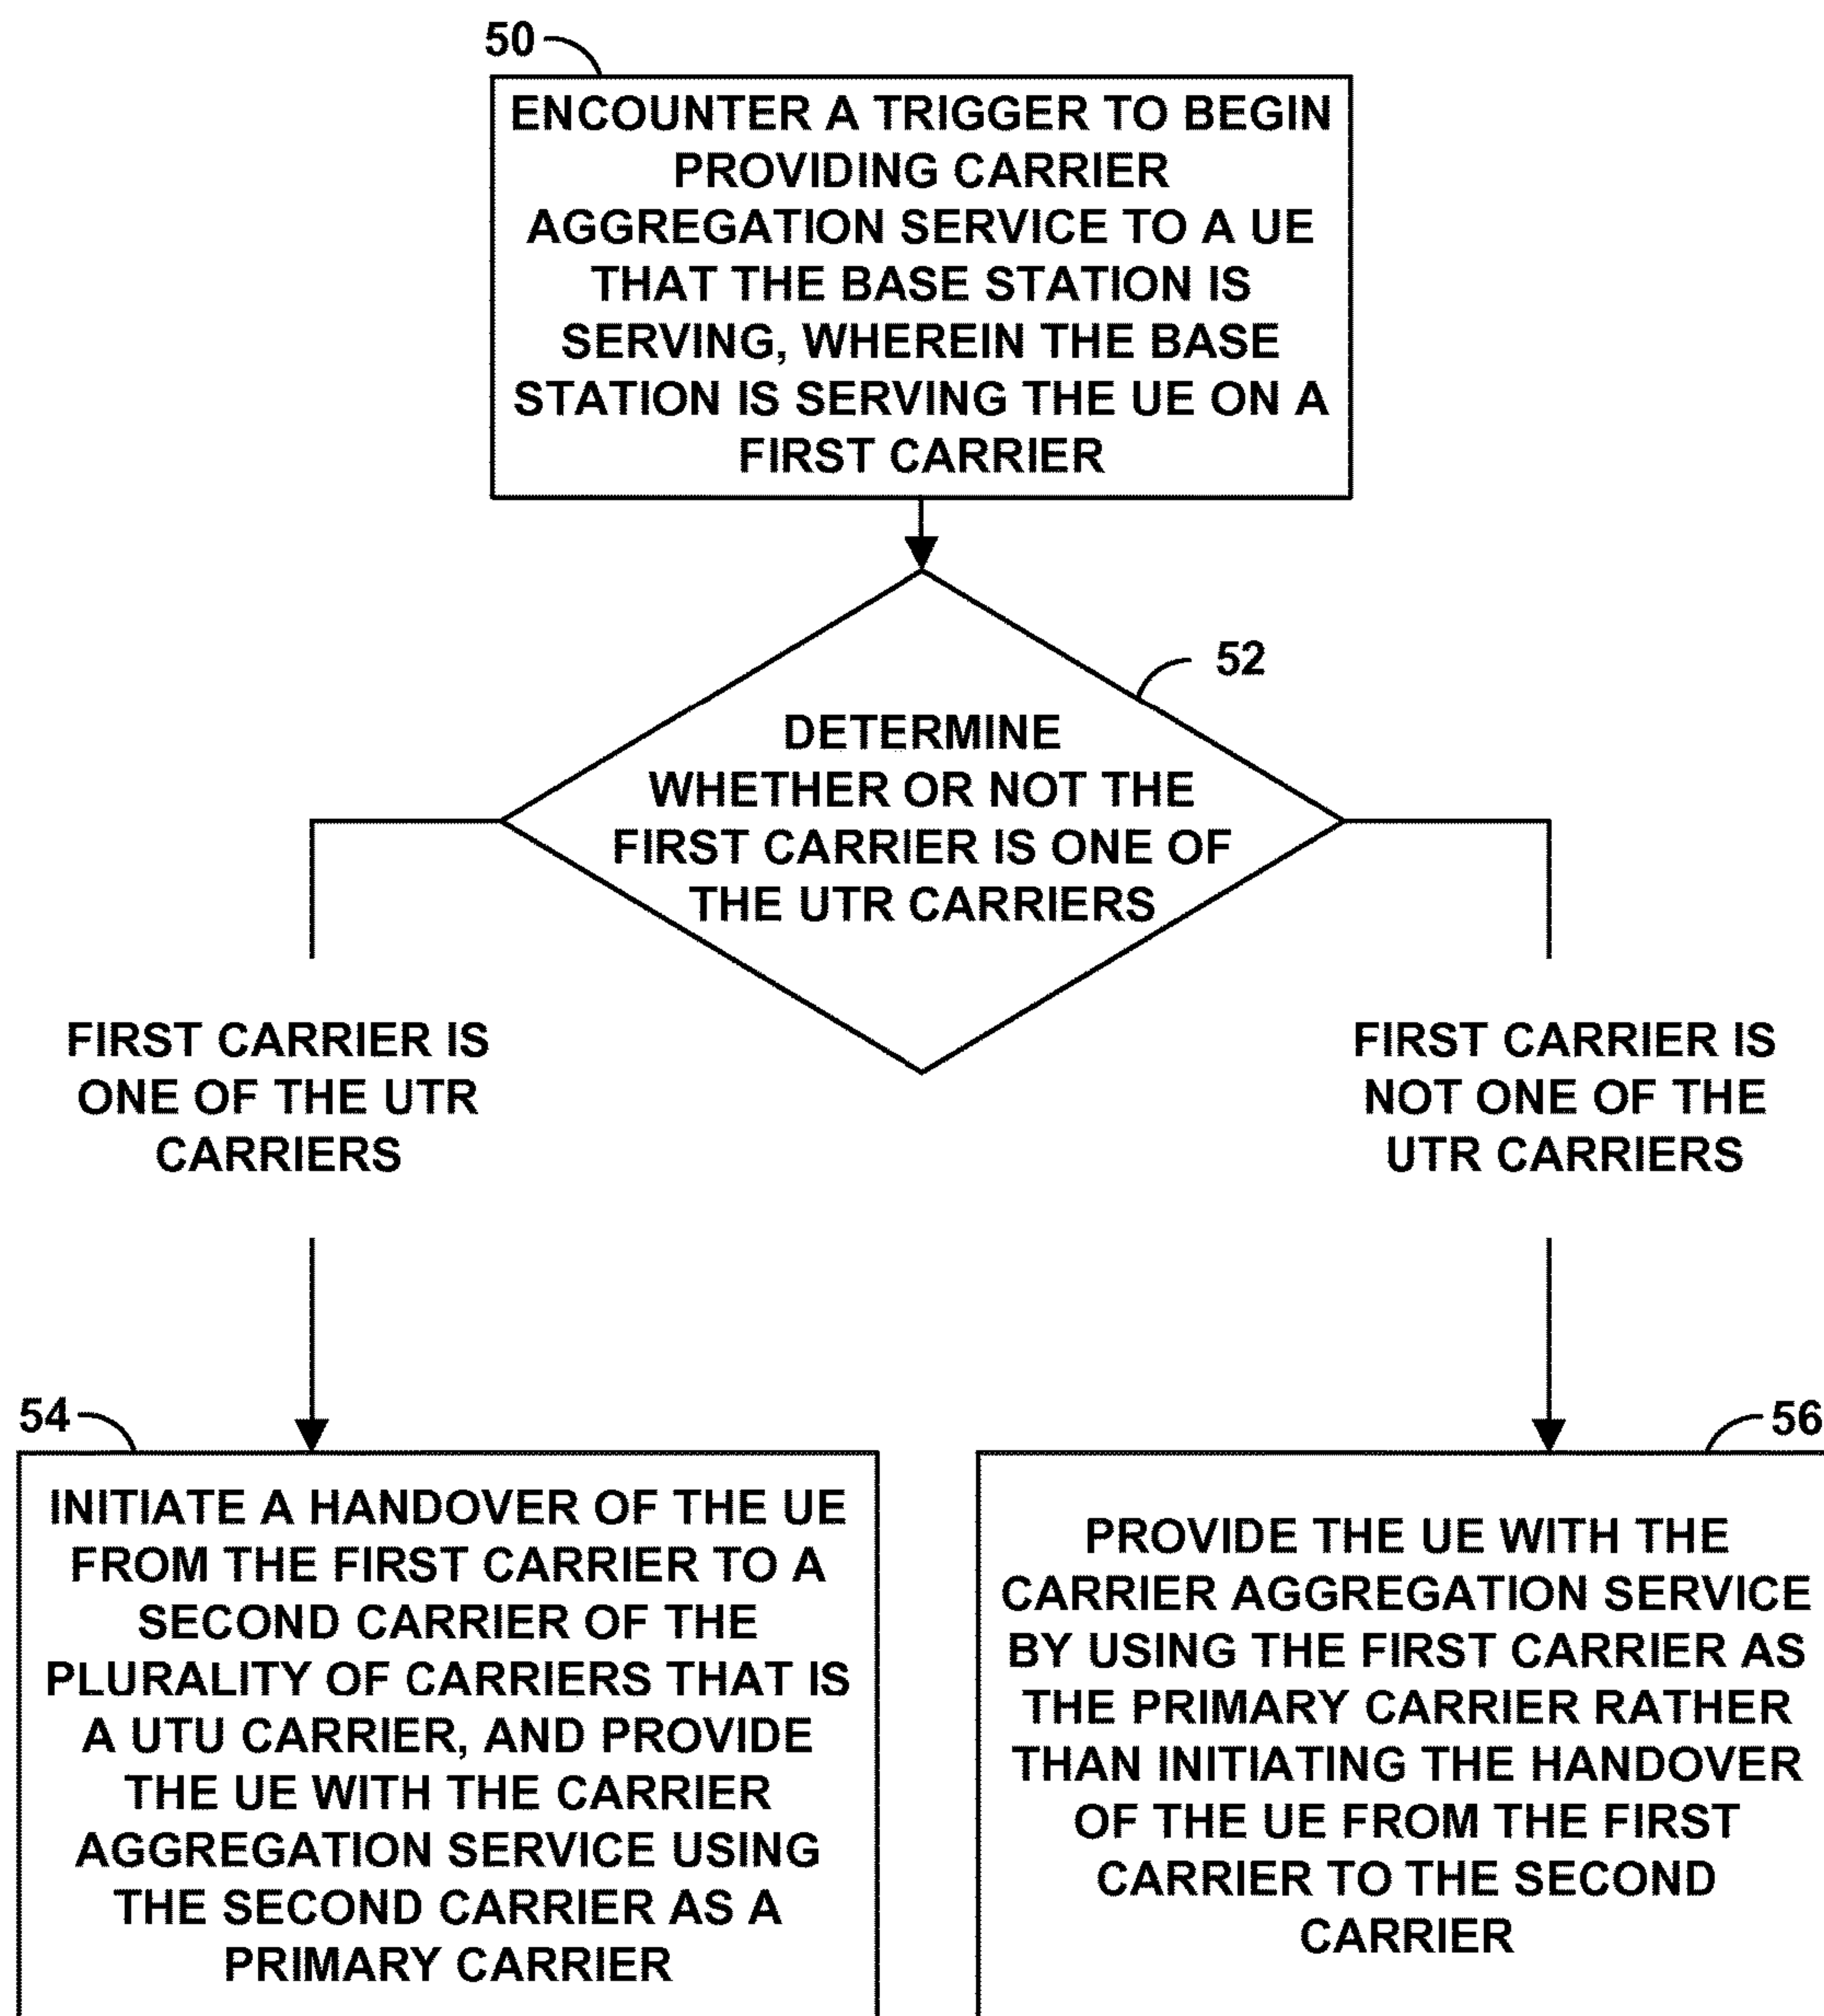 50
ENCOUNTER A TRIGGER TO BEGIN
PROVIDING CARRIER
AGGREGATION SERVICE TO A UE
THAT THE BASE STATION IS
SERVING, WHEREIN THE BASE
STATION IS SERVING THE UE ON A
FIRST CARRIER
52
DETERMINE
WHETHER OR NOT THE
FIRST CARRIER IS ONE OF
THE UTR CARRIERS
FIRST CARRIER IS
ONE OF THE UTR
CARRIERS
FIRST CARRIER IS
NOT ONE OF THE
UTR CARRIERS
54
INITIATE A HANDOVER OF THE UE
FROM THE FIRST CARRIER TO A
SECOND CARRIER OF THE
PLURALITY OF CARRIERS THAT IS
A UTU CARRIER, AND PROVIDE
THE UE WITH THE CARRIER
AGGREGATION SERVICE USING
THE SECOND CARRIER AS A
PRIMARY CARRIER
56
PROVIDE THE UE WITH THE
CARRIER AGGREGATION SERVICE
BY USING THE FIRST CARRIER AS
THE PRIMARY CARRIER RATHER
THAN INITIATING THE HANDOVER
OF THE UE FROM THE FIRST
CARRIER TO THE SECOND
CARRIER